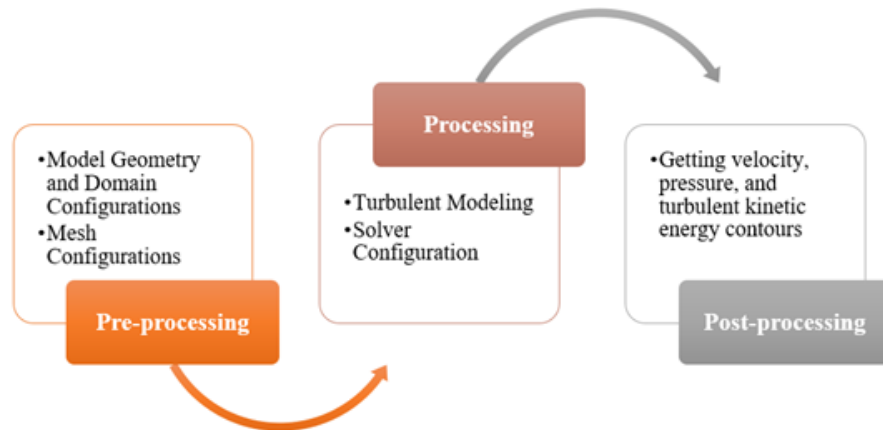 •Model Geometry
and Domain
Configurations
•Mesh
Configurations
Pre-processing
Processing
•Turbulent Modeling
•Solver
Configuration
•Getting velocity,
pressure, and
turbulent kinetic
energy contours
Post-processing